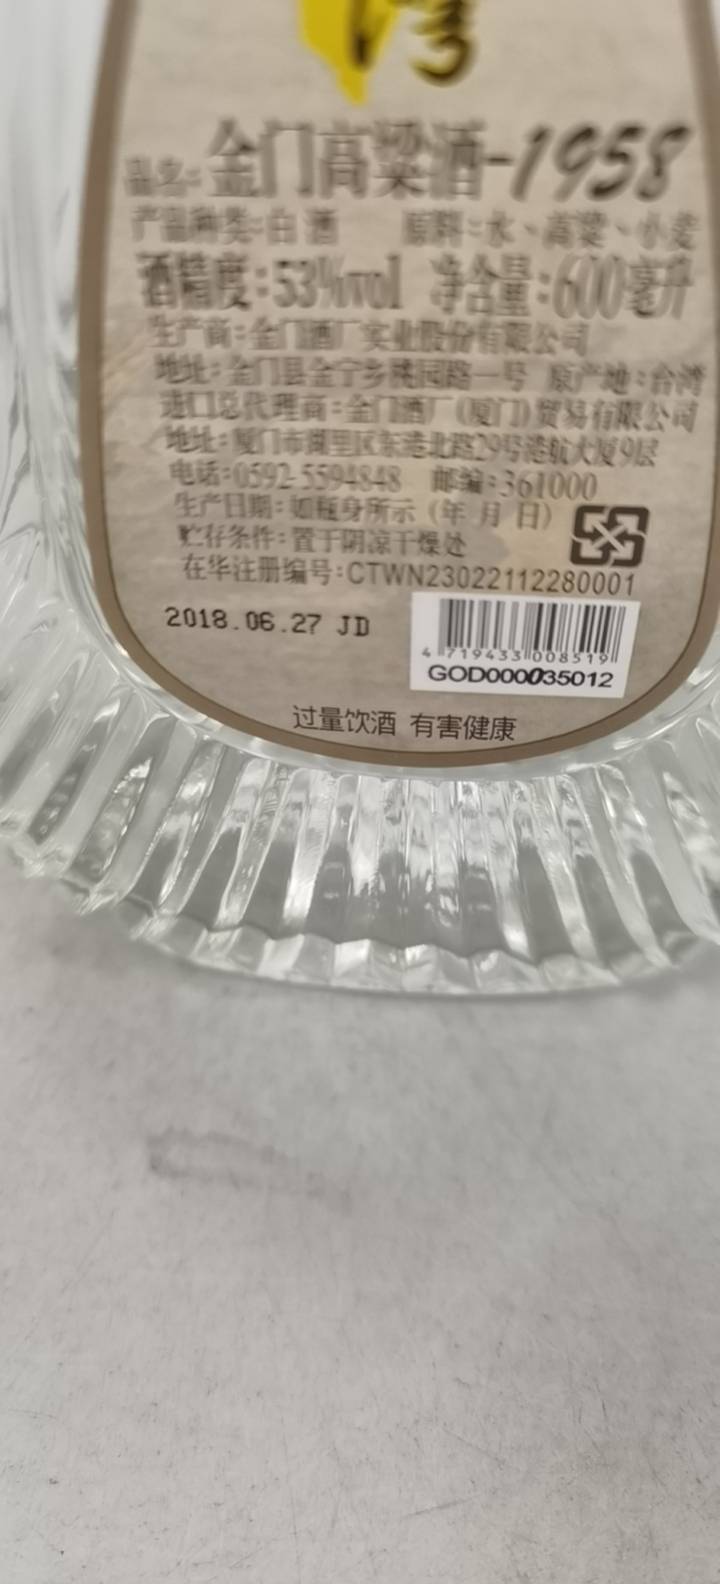 湾
品名:金门高粱酒-1958
产品种类:白酒 原料:水、高粱、小麦
酒精度:53%vol 净含量:600毫升
生产商:金门酒厂实业股份有限公司
地址:金门县金宁乡桃园路一号 原产地:台湾
进口总代理商:金门酒厂(厦门)贸易有限公司
地址:厦门市湖里区东港北路29号港航大厦9层
电话:0592-5594848 邮编:361000
生产日期:如瓶身所示(年 月 日)
贮存条件:置于阴凉干燥处
在华注册编号:CTWN23022112280001
2018.06.27 JD
4 719433 008519
GOD000035012
过量饮酒 有害健康